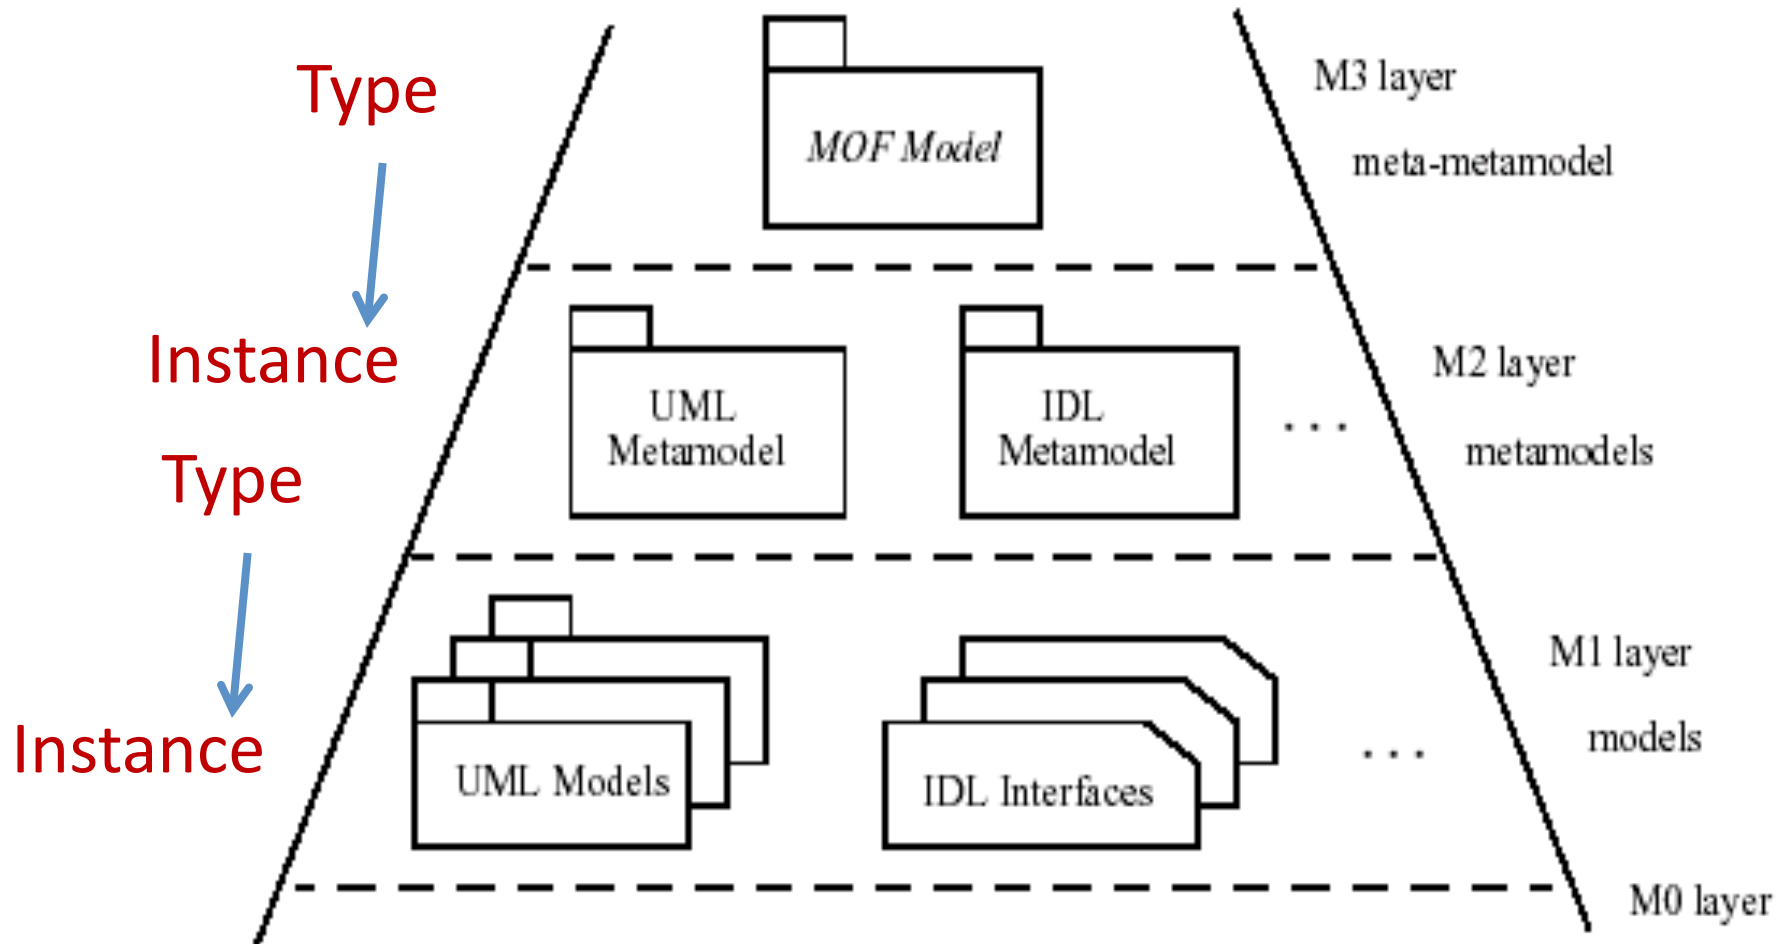 Type
MOF Model
M3 layer
meta-metamodel
Instance
Type
UML
Metamodel
IDL
Metamodel
...
M2 layer
metamodels
Instance
UML Models
IDL Interfaces
...
M1 layer
models
M0 layer